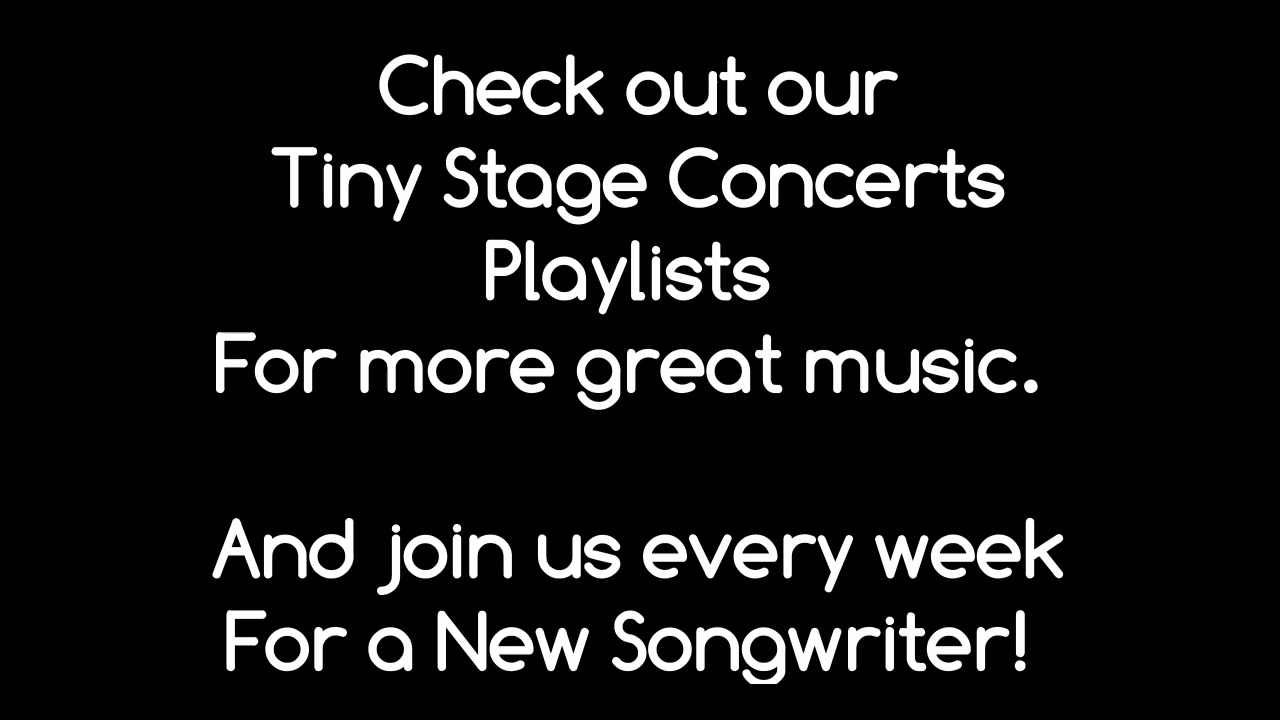 Check out our
Tiny Stage Concerts
Playlists
For more great music.
And join us every week
For a New Songwriter!